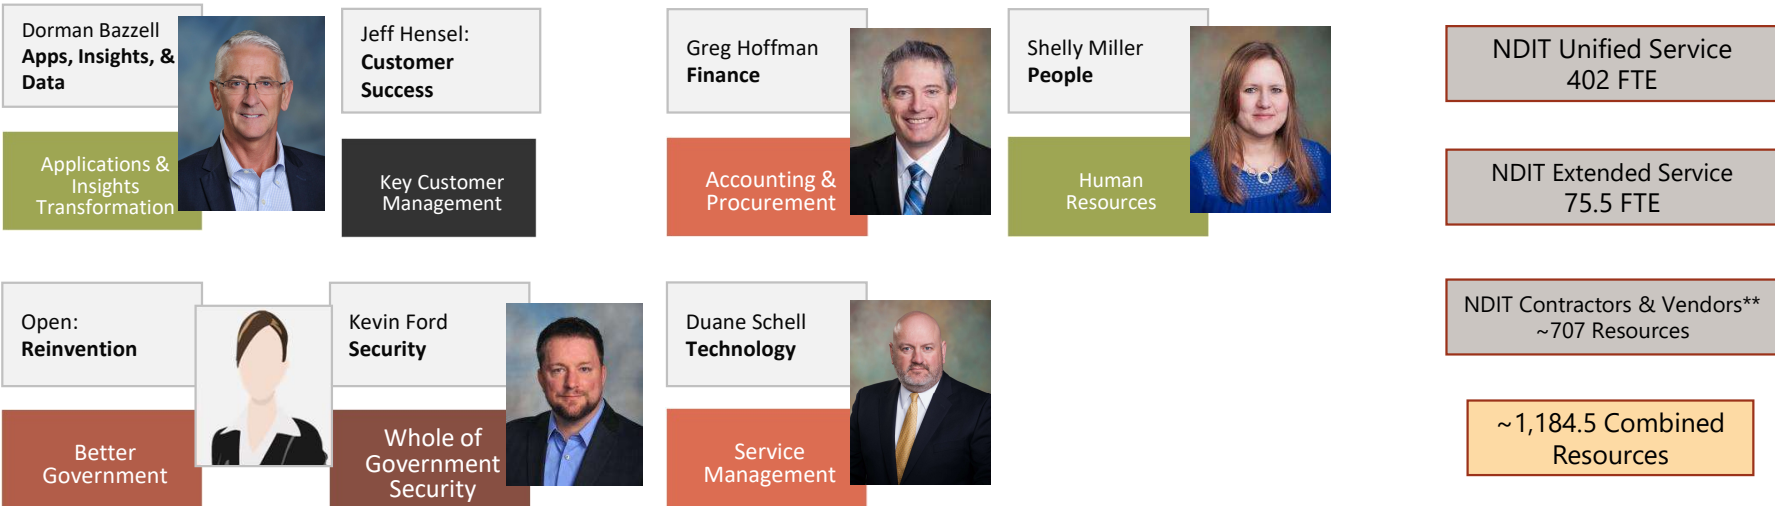 Dorman Bazzell
Apps, Insights, &
Data
Applications &
Insights
Transformation
Jeff Hensel:
Customer
Success
Key Customer
Management
Greg Hoffman
Finance
Accounting &
Procurement
Shelly Miller
People
Human
Resources
NDIT Unified Service
402 FTE
NDIT Extended Service
75.5 FTE
Open:
Reinvention
Better
Government
Kevin Ford
Security
Whole of
Government
Security
Duane Schell
Technology
Service
Management
NDIT Contractors & Vendors**
~707 Resources
~1,184.5 Combined
Resources